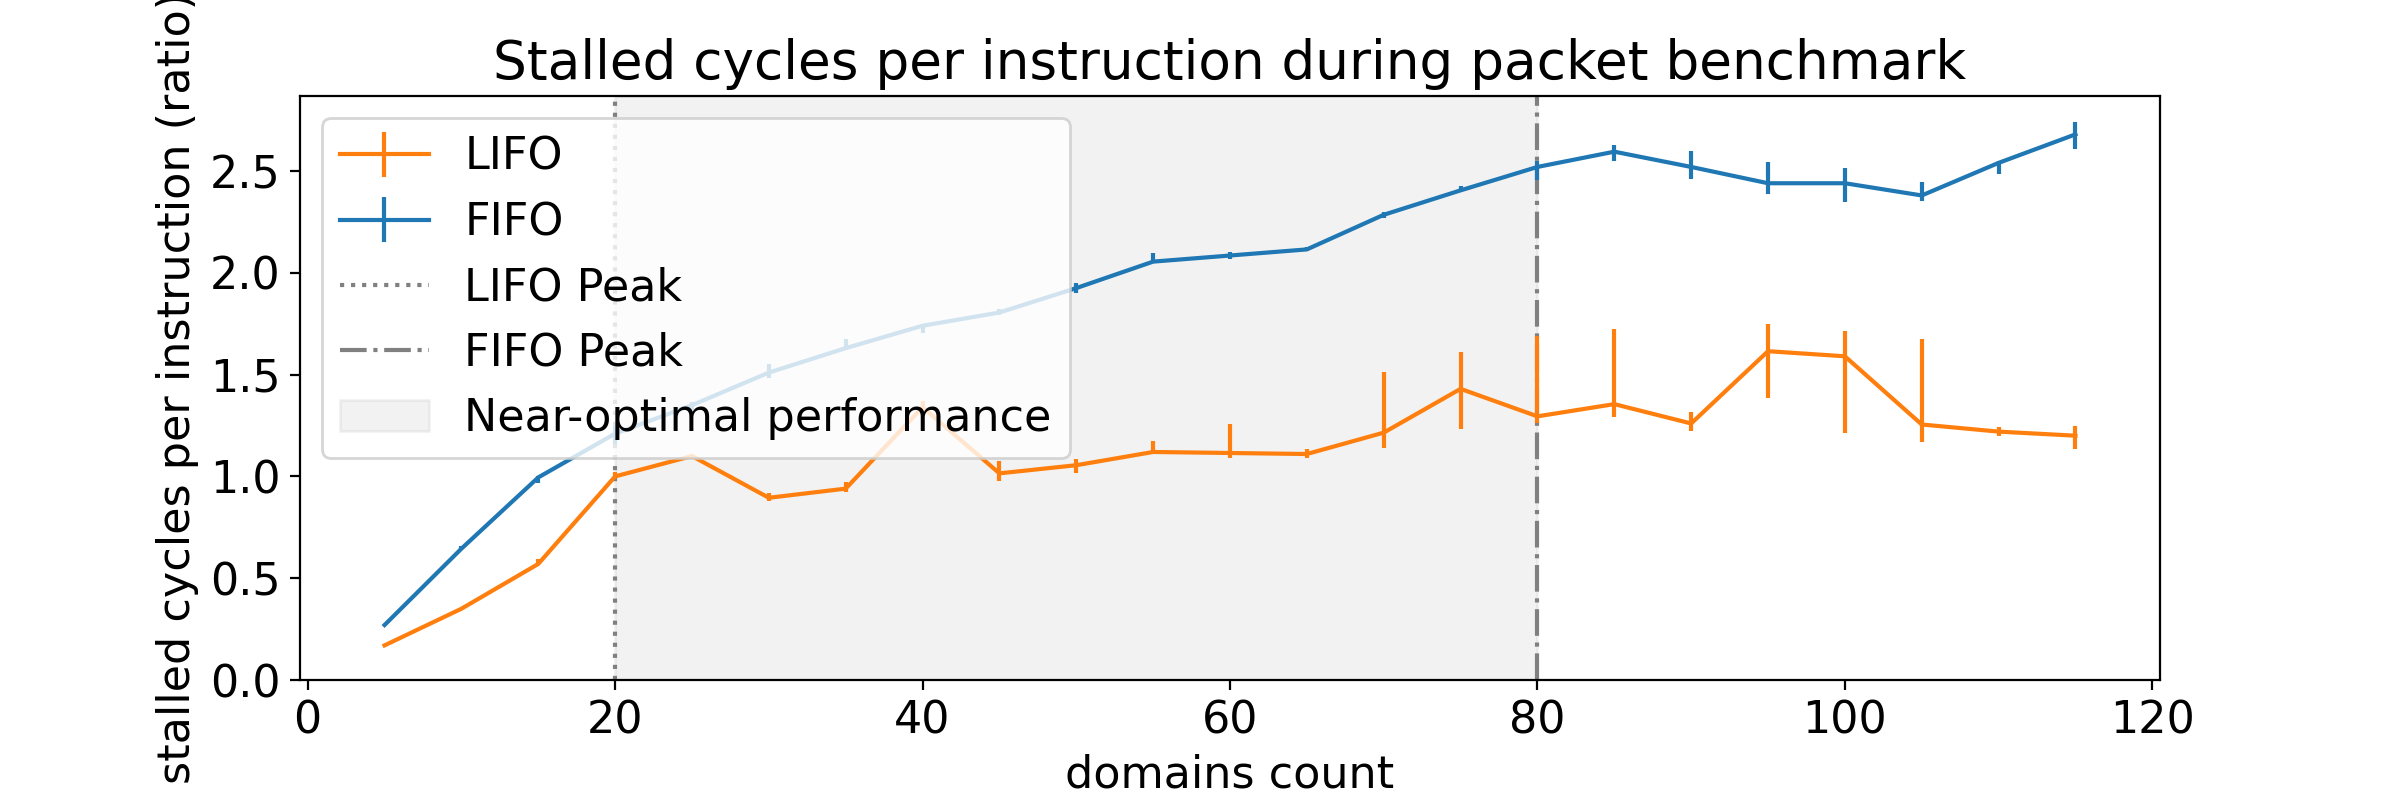 Stalled cycles per instruction during packet benchmark
stalled cycles per instruction (ratio)
2.5
2.0
1.5
1.0
0.5
0.0
LIFO
FIFO
LIFO Peak
FIFO Peak
Near-optimal performance
0 20 40 60 80 100 120
domains count